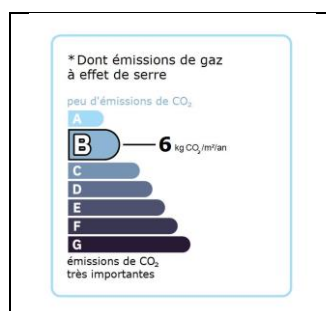 *Dont émissions de gaz
à effet de serre
peu d'émissions de CO₂
A
B 6 kg CO₂/m²/an
C
D
E
F
G
émissions de CO₂
très importantes